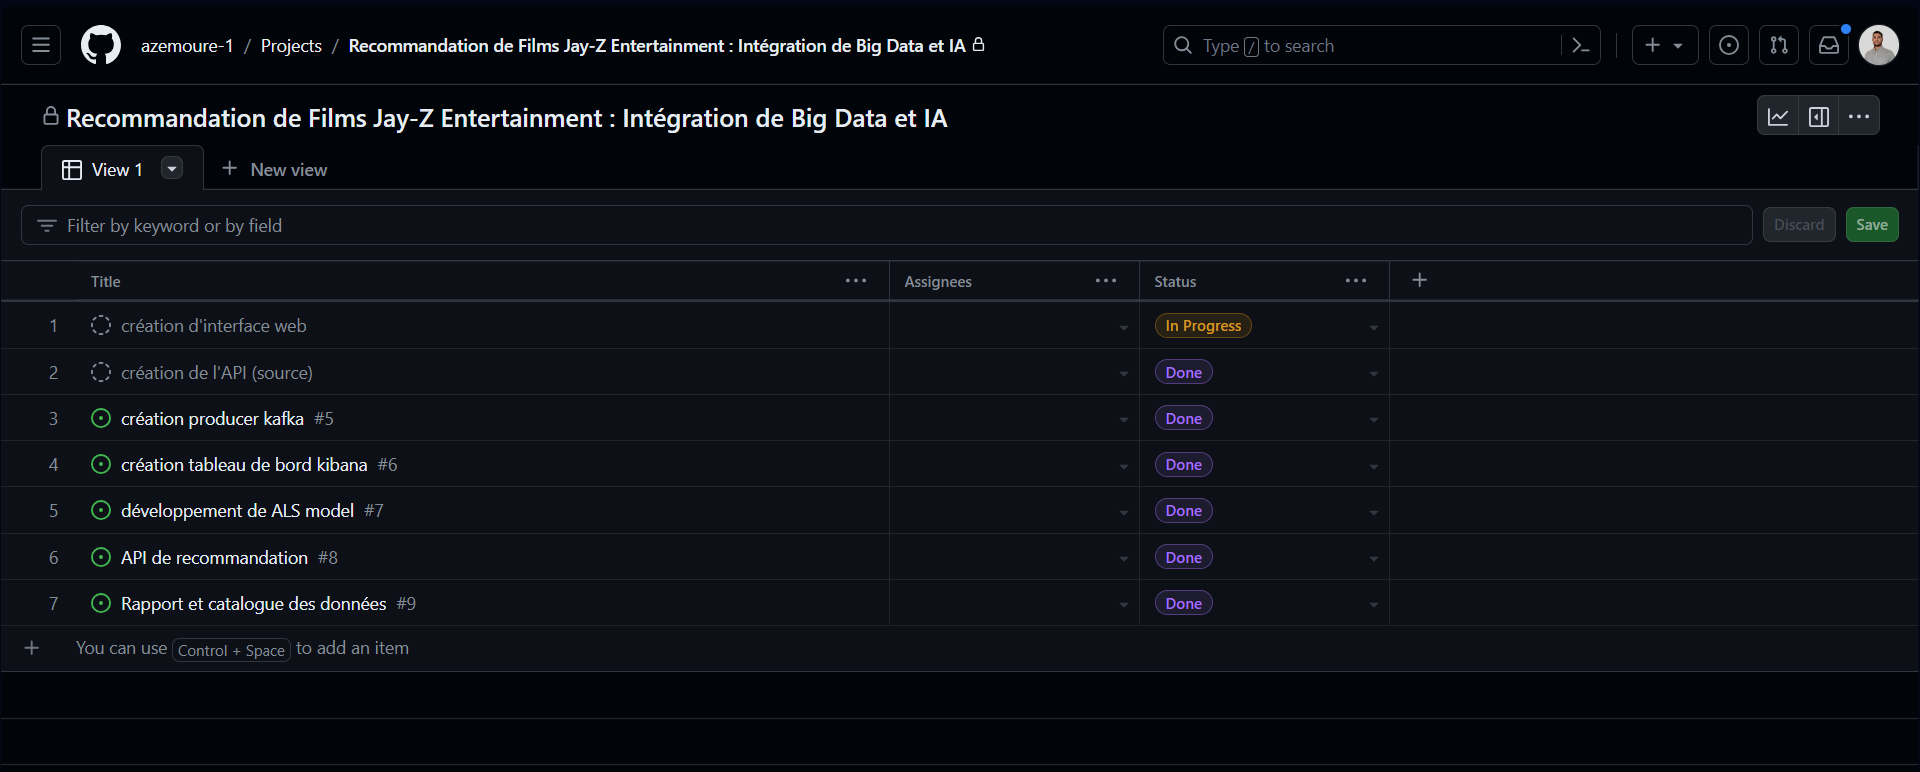 azemoure-1 / Projects / Recommandation de Films Jay-Z Entertainment : Intégration de Big Data et IA
Type / to search
Recommandation de Films Jay-Z Entertainment : Intégration de Big Data et IA
View 1
New view
Filter by keyword or by field
Discard
Save
Title Assignees Status
1 création d'interface web In Progress
2 création de l'API (source) Done
3 création producer kafka #5 Done
4 création tableau de bord kibana #6 Done
5 développement de ALS model #7 Done
6 API de recommandation #8 Done
7 Rapport et catalogue des données #9 Done
You can use Control + Space to add an item